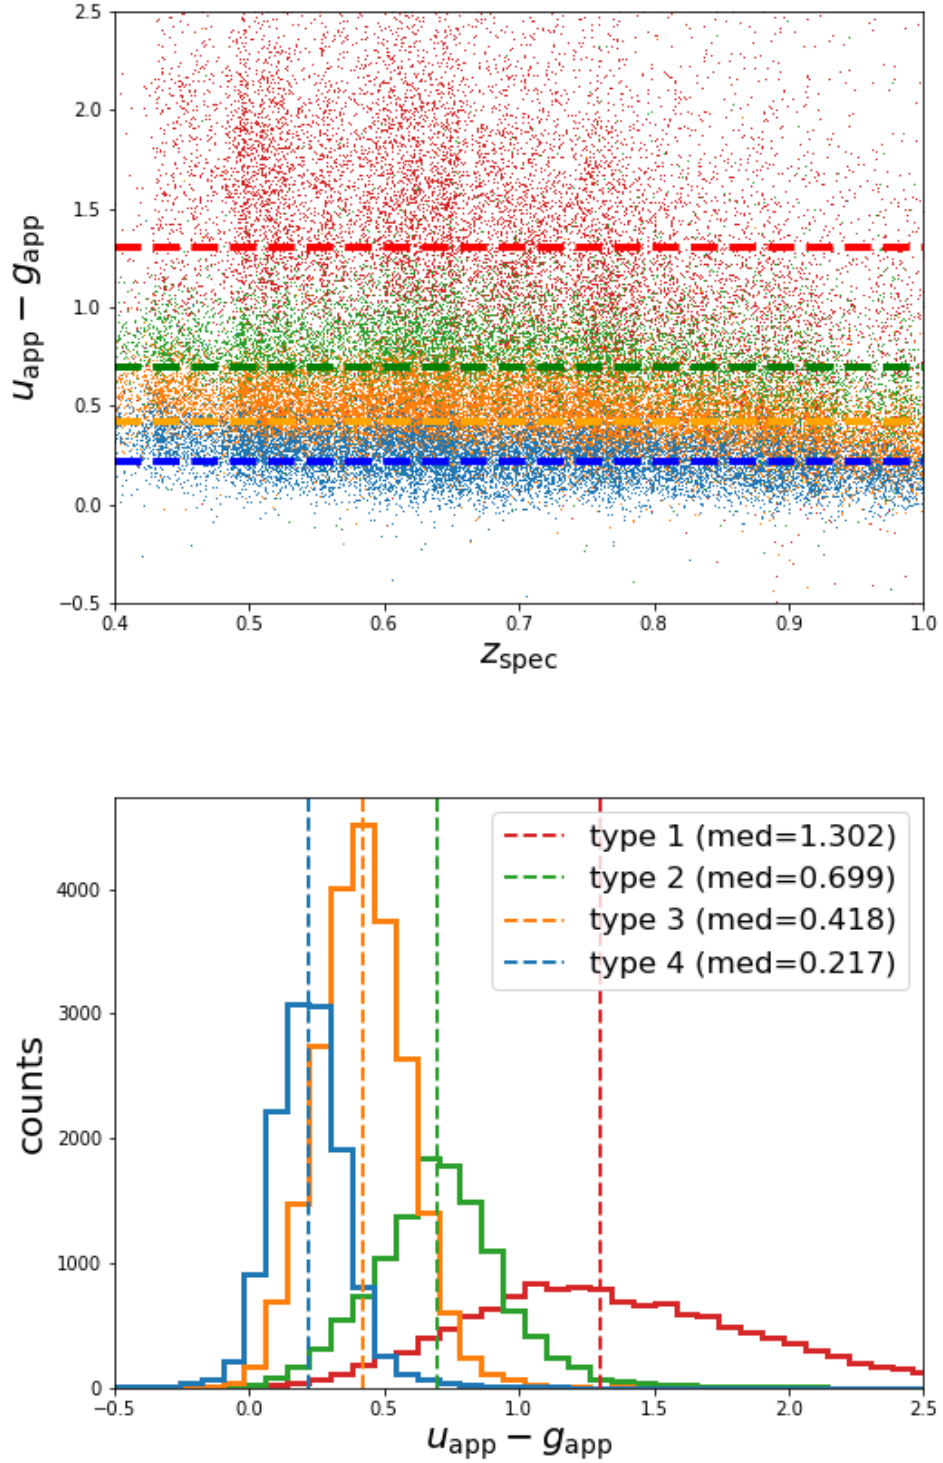 2.5
2.0
1.5
1.0
0.5
0.0
−0.5
u_app − g_app
0.4 0.5 0.6 0.7 0.8 0.9 1.0
z_spec
type 1 (med=1.302)
type 2 (med=0.699)
type 3 (med=0.418)
type 4 (med=0.217)
4000
3000
2000
1000
0
counts
−0.5 0.0 0.5 1.0 1.5 2.0 2.5
u_app − g_app